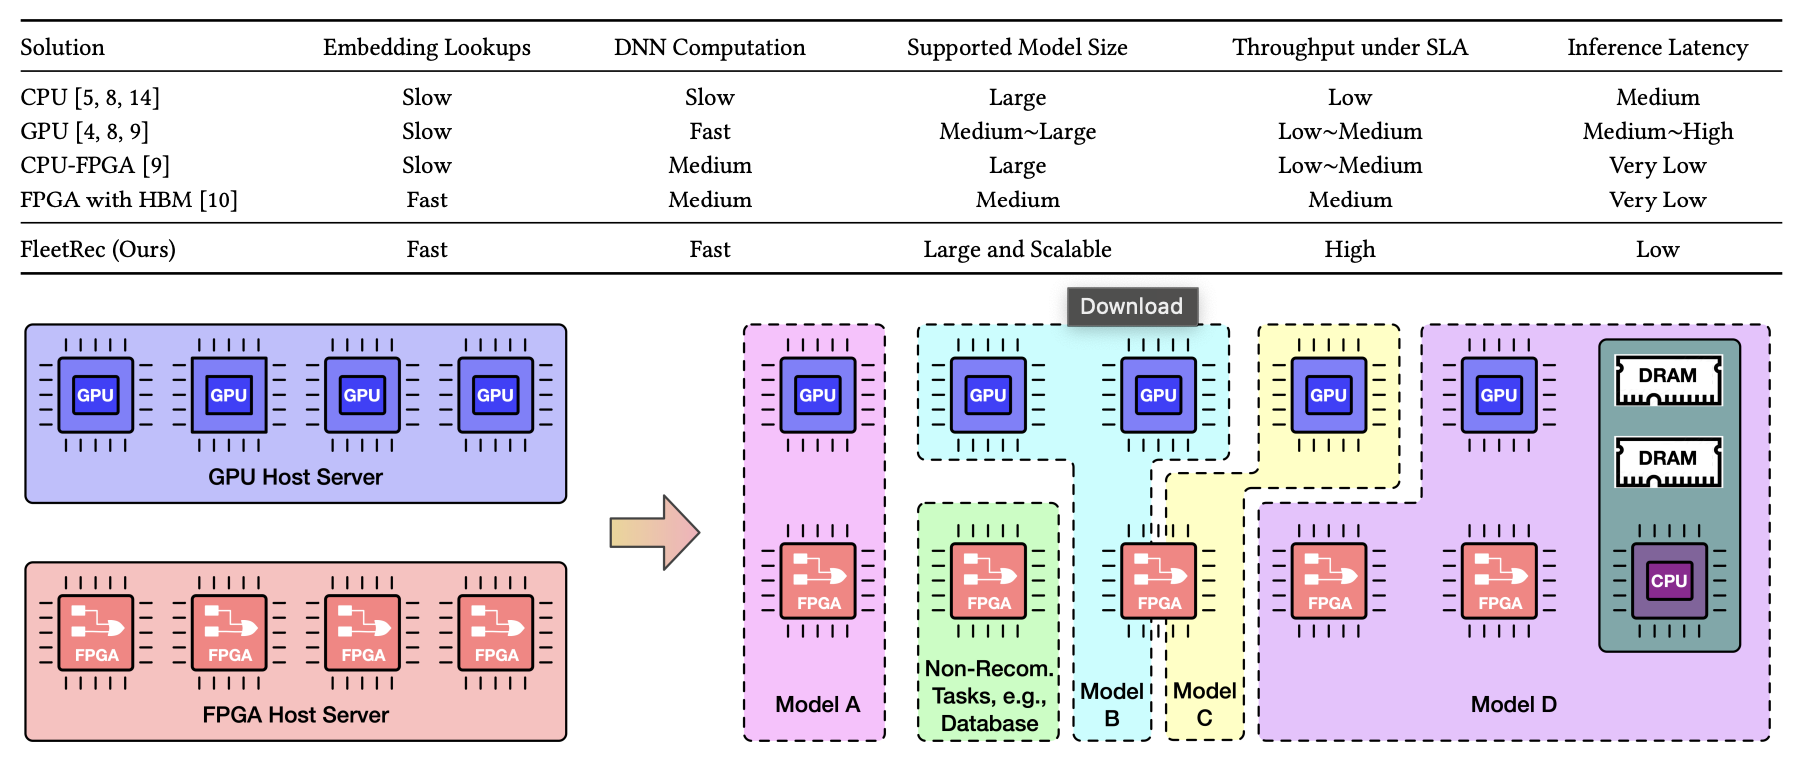 Solution Embedding Lookups DNN Computation Supported Model Size Throughput under SLA Inference Latency
CPU [5, 8, 14] Slow Slow Large Low Medium
GPU [4, 8, 9] Slow Fast Medium~Large Low~Medium Medium~High
CPU-FPGA [9] Slow Medium Large Low~Medium Very Low
FPGA with HBM [10] Fast Medium Medium Medium Very Low
FleetRec (Ours) Fast Fast Large and Scalable High Low
Download
GPU GPU GPU GPU
GPU Host Server
FPGA FPGA FPGA FPGA
FPGA Host Server
GPU GPU GPU GPU GPU
DRAM
DRAM
FPGA FPGA FPGA FPGA FPGA
CPU
Model A
Non-Recom.
Tasks, e.g.,
Database
Model
B
Model
C
Model D